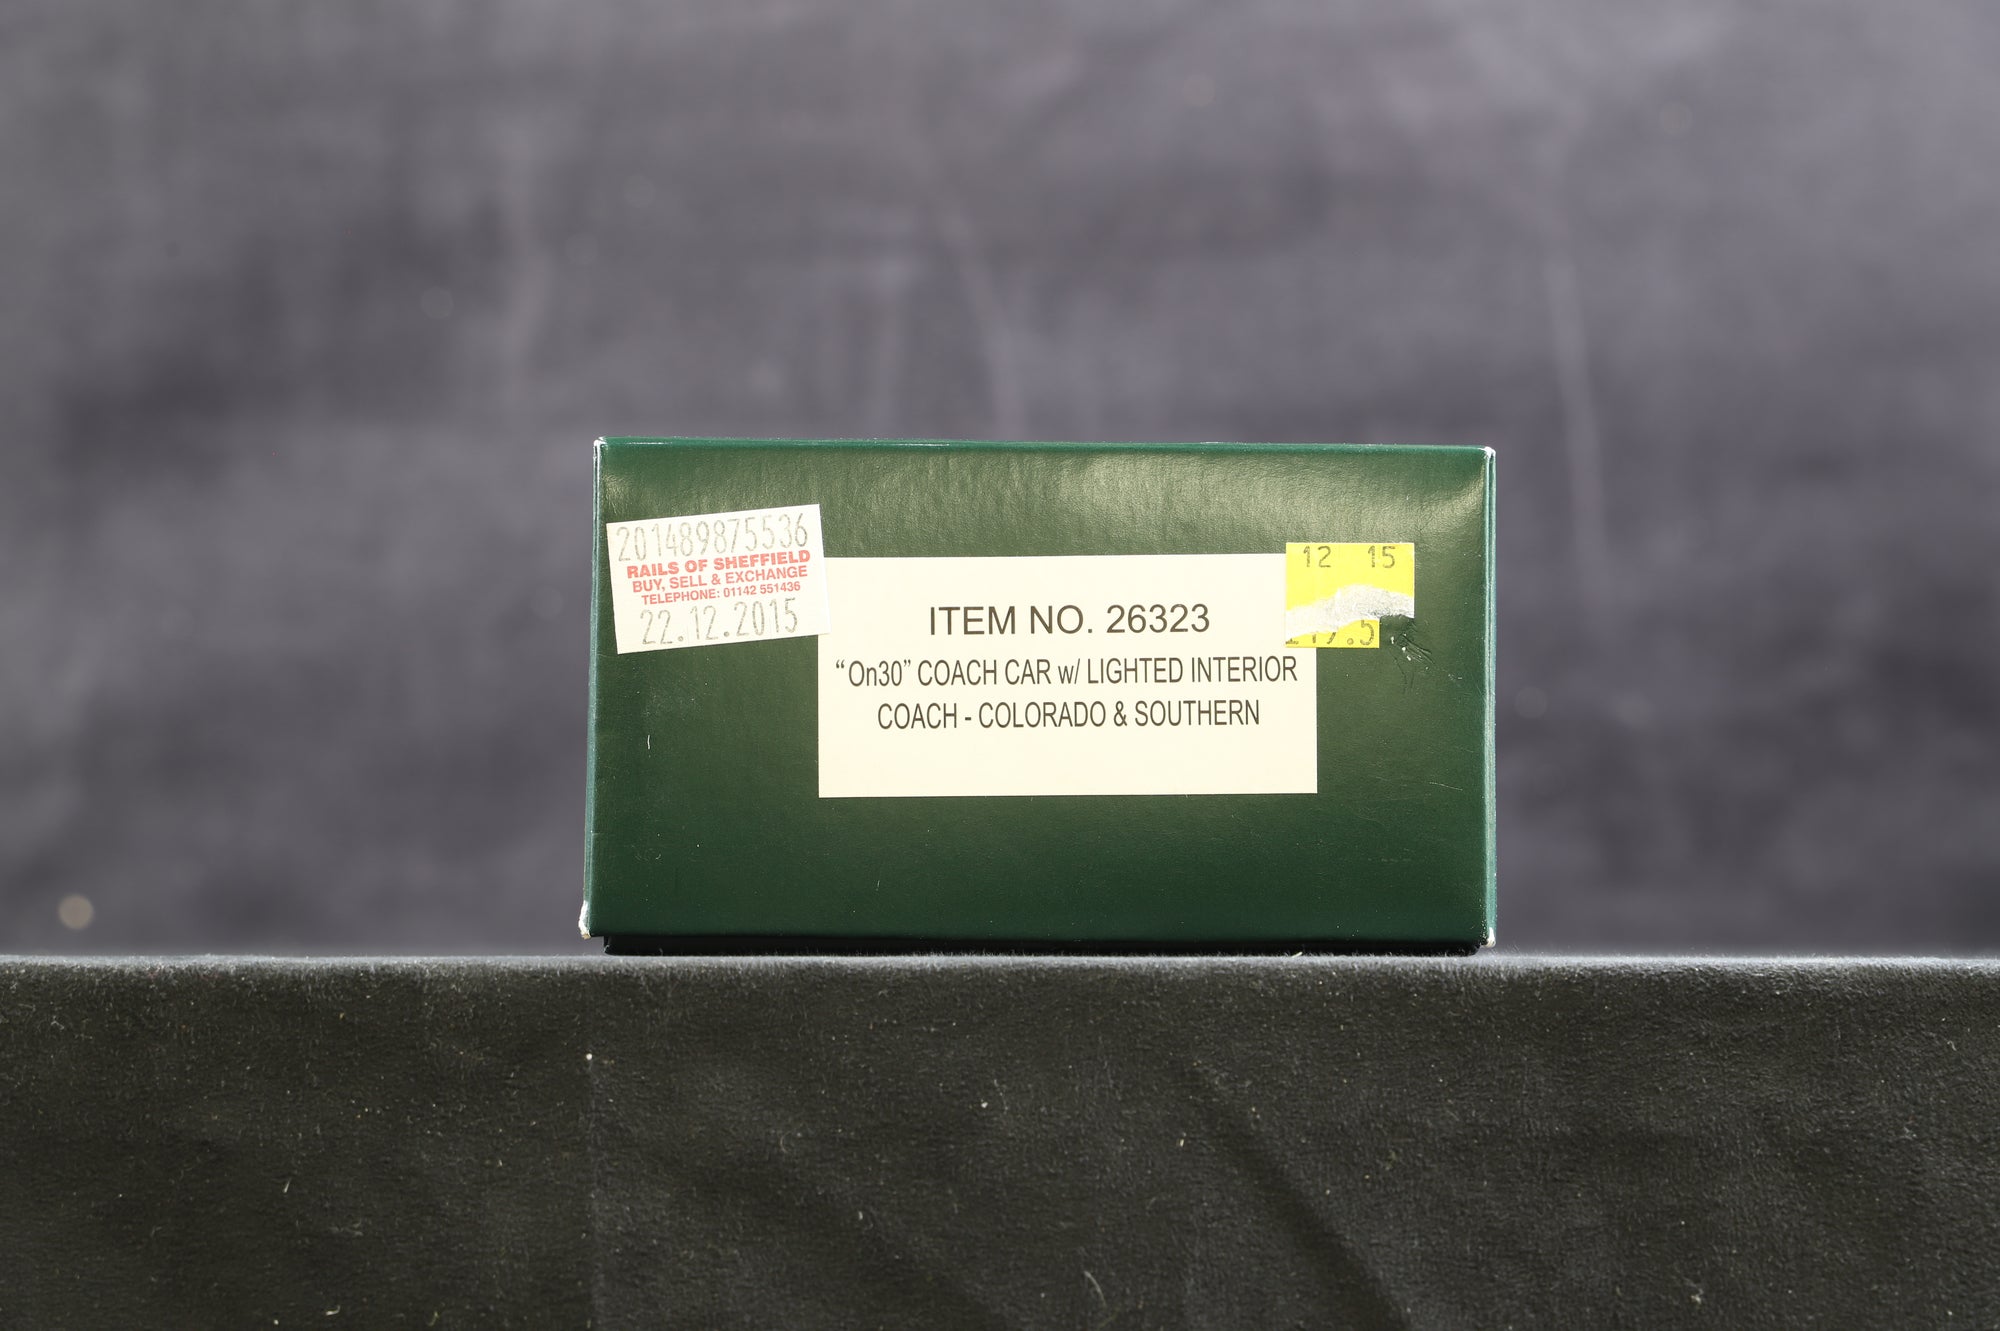 201489875536
RAILS OF SHEFFIELD
BUY, SELL & EXCHANGE
TELEPHONE: 01142 551436
22.12.2015
12 15
ITEM NO. 26323
“On30” COACH CAR w/ LIGHTED INTERIOR
COACH - COLORADO & SOUTHERN